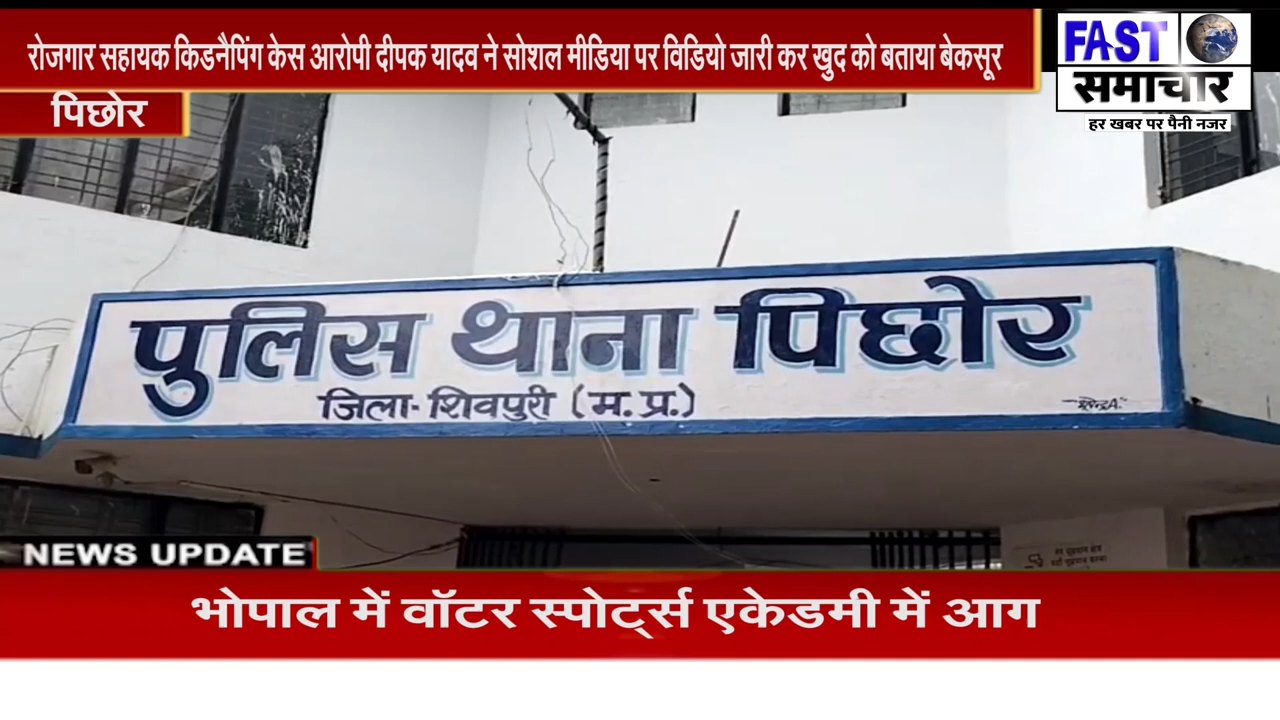 रोजगार सहायक किडनैपिंग केस आरोपी दीपक यादव ने सोशल मीडिया पर विडियो जारी कर खुद को बताया बेकसूर
FAST
समाचार
हर खबर पर पैनी नजर
पिछोर
पुलिस थाना पिछोर
जिला-शिवपुरी (म.प्र.)
NEWS UPDATE
भोपाल में वॉटर स्पोर्ट्स एकेडमी में आग